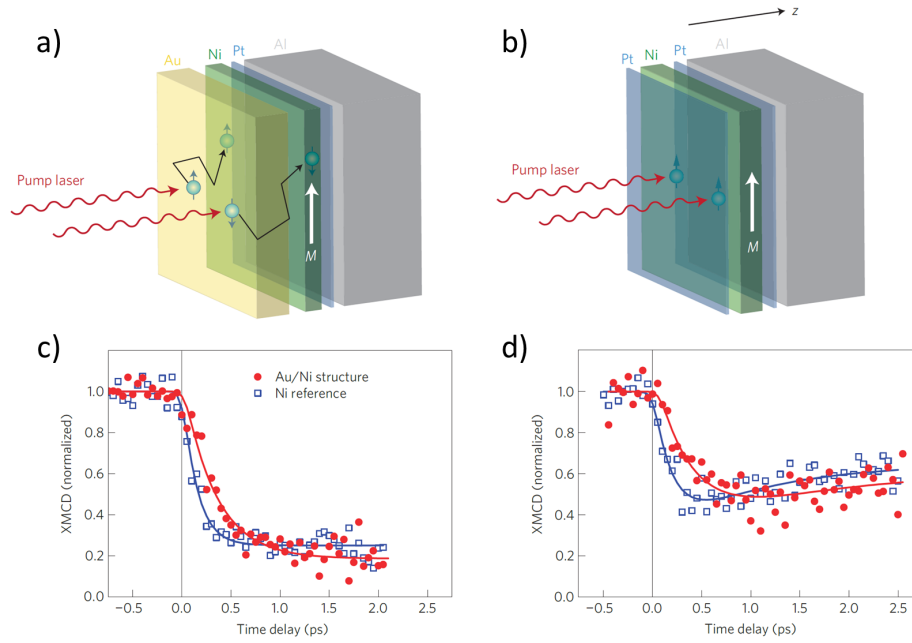 a)
Au
Ni
Pt
Al
Pump laser
M
b)
z
Pt
Ni
Pt
Al
Pump laser
M
c)
Au/Ni structure
Ni reference
XMCD (normalized)
1.0
0.8
0.6
0.4
0.2
0.0
−0.5 0.0 0.5 1.0 1.5 2.0 2.5
Time delay (ps)
d)
XMCD (normalized)
1.0
0.8
0.6
0.4
0.2
0.0
−0.5 0.0 0.5 1.0 1.5 2.0 2.5
Time delay (ps)